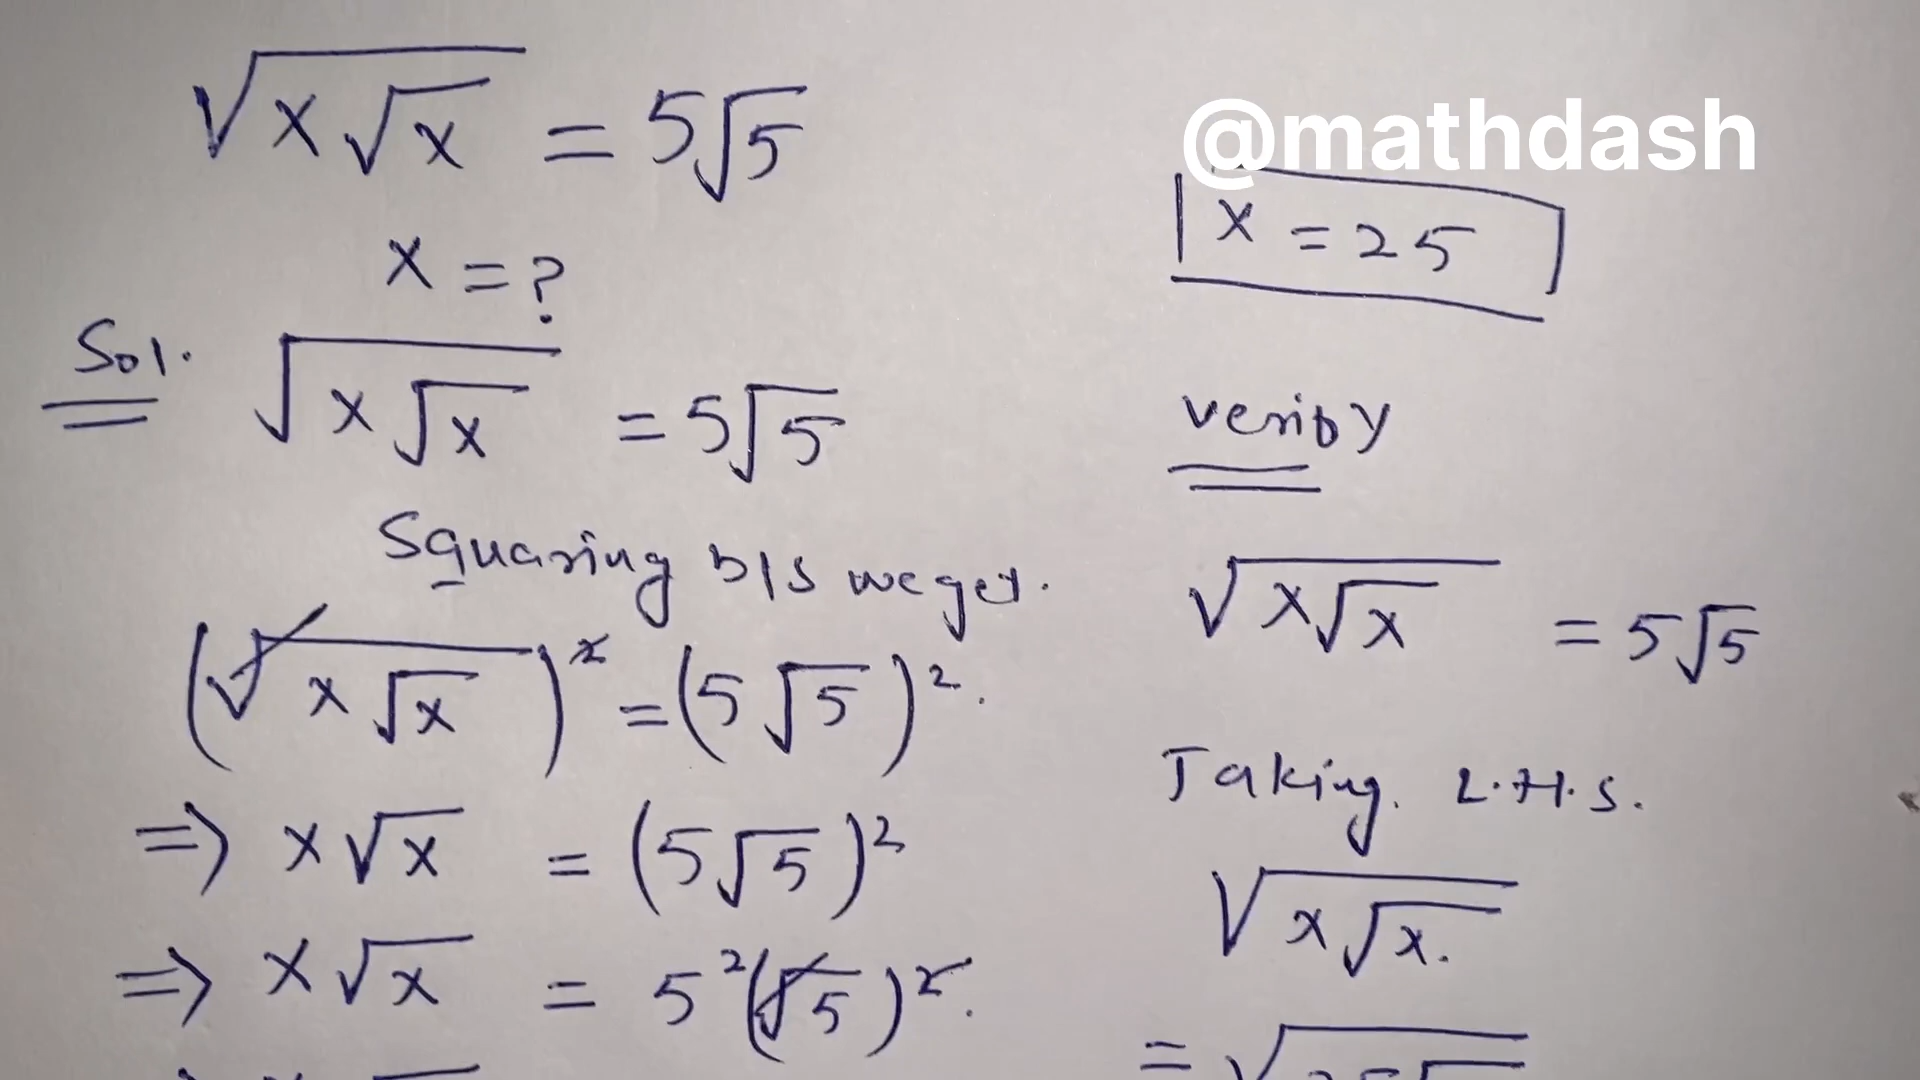 √(x√x) = 5√5
x = ?
Sol. √(x√x) = 5√5
Squaring b/s we get.
(√(x√x))² = (5√5)².
=> x√x = (5√5)²
=> x√x = 5²(√5)².
@mathdash
x = 25
verify
√(x√x) = 5√5
Taking. L.H.S.
√(x√x.)